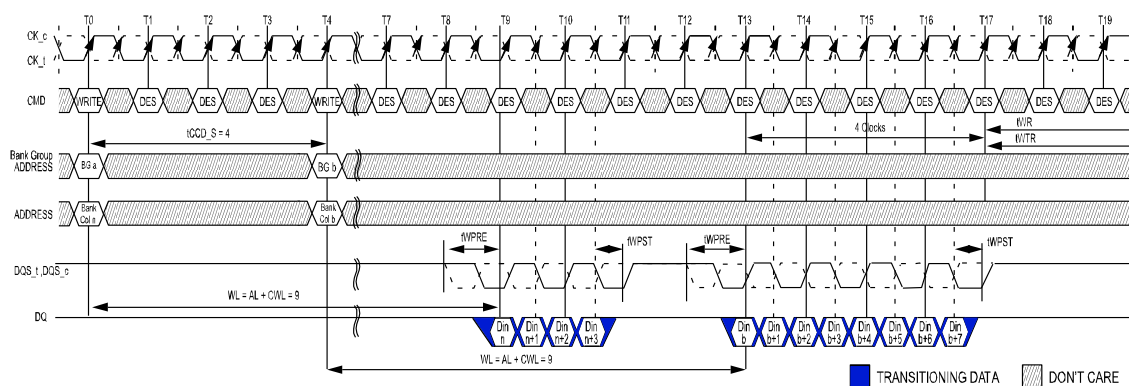 T0 T1 T2 T3 T4 T7 T8 T9 T10 T11 T12 T13 T14 T15 T16 T17 T18 T19
CK_c
CK_t
CMD WRITE DES DES DES WRITE DES DES DES DES DES DES DES DES DES DES DES DES DES
tCCD_S = 4 4 Clocks tWR
tWTR
Bank Group
ADDRESS BG a BG b
ADDRESS Bank Bank
Col n Col b
tWPRE tWPST tWPRE tWPST
DQS_t ,DQS_c
WL = AL + CWL = 9
DQ Din Din Din Din Din Din Din Din Din Din Din Din
n n+1 n+2 n+3 b b+1 b+2 b+3 b+4 b+5 b+6 b+7
WL = AL + CWL = 9
TRANSITIONING DATA DON'T CARE